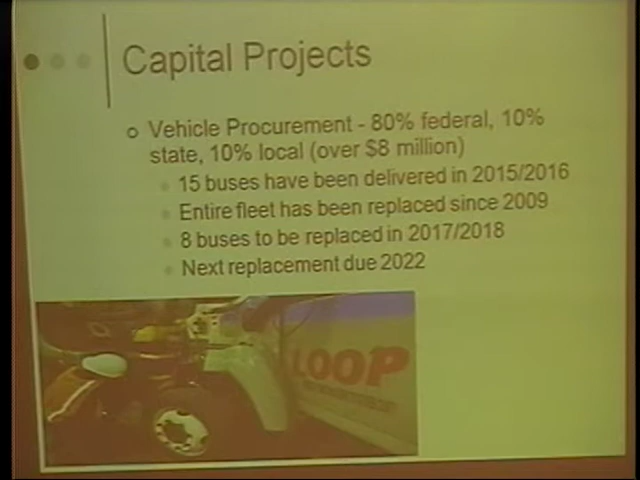 Capital Projects
Vehicle Procurement - 80% federal, 10%
state, 10% local (over $8 million)
15 buses have been delivered in 2015/2016
Entire fleet has been replaced since 2009
8 buses to be replaced in 2017/2018
Next replacement due 2022
LOOP